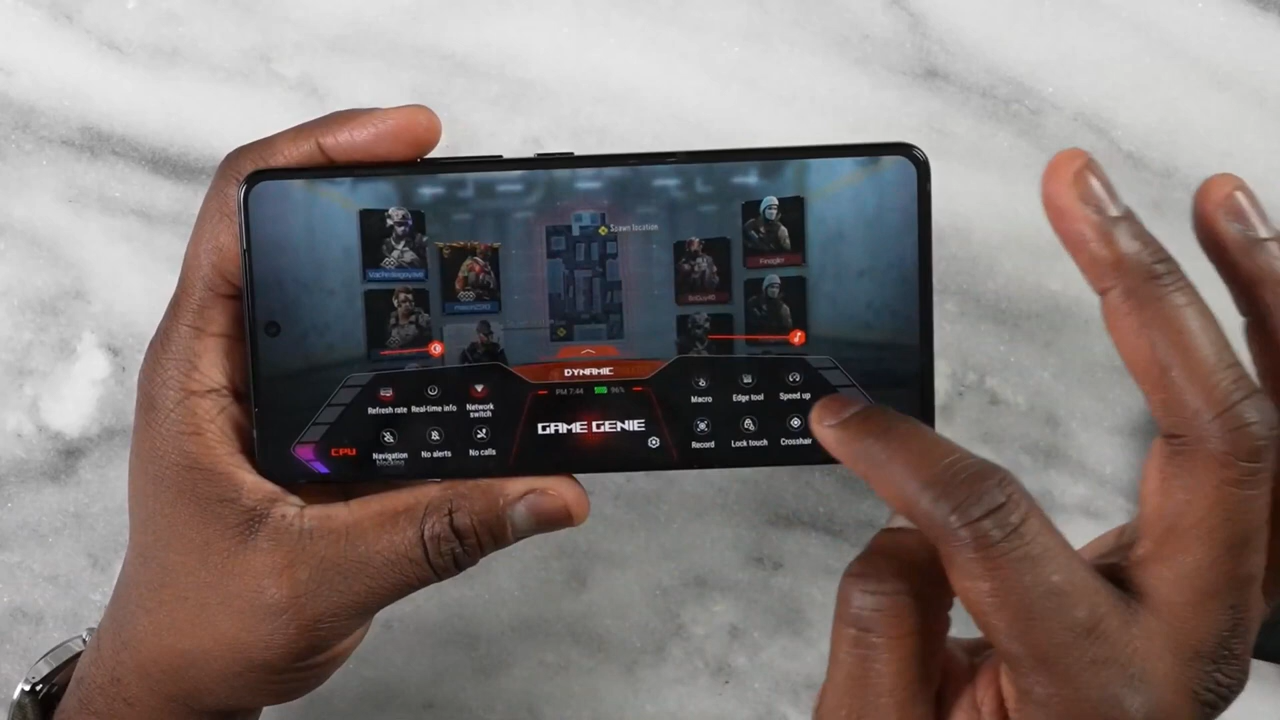 Spawn location
DYNAMIC
PM 7:44
96%
GAME GENIE
CPU
Refresh rate
Real-time info
Network
switch
Navigation
blocking
No alerts
No calls
Macro
Edge tool
Speed up
Record
Lock touch
Crosshair